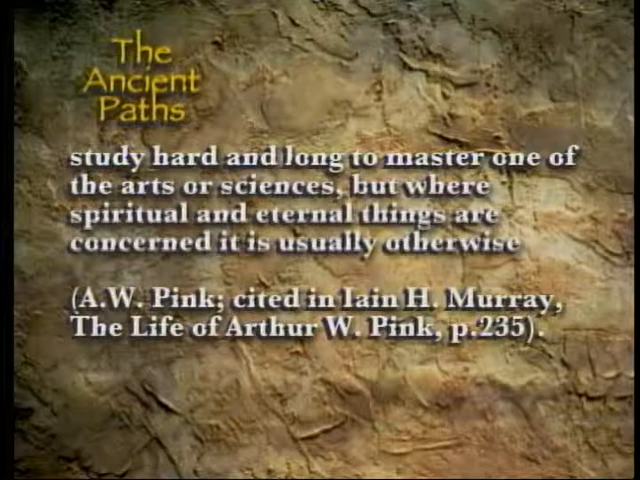 The
Ancient
Paths
study hard and long to master one of
the arts or sciences, but where
spiritual and eternal things are
concerned it is usually otherwise
(A.W. Pink; cited in Iain H. Murray,
The Life of Arthur W. Pink, p.235).